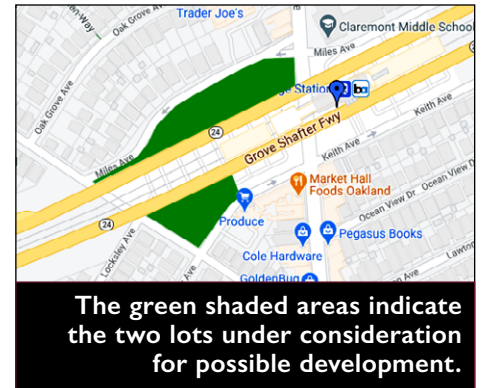 Trader Joe's
Oak Grove Ave
Claremont Middle School
Miles Ave
Oak Grove Ave
Station
24
Grove Shafter Fwy
Keith Ave
24
Miles Ave
Keith Ave
Market Hall
Foods Oakland
Ocean View Dr
Ocean View Dr
24
Produce
Locksley Ave
Pegasus Books
Cole Hardware
GoldenBug
The green shaded areas indicate
the two lots under consideration
for possible development.